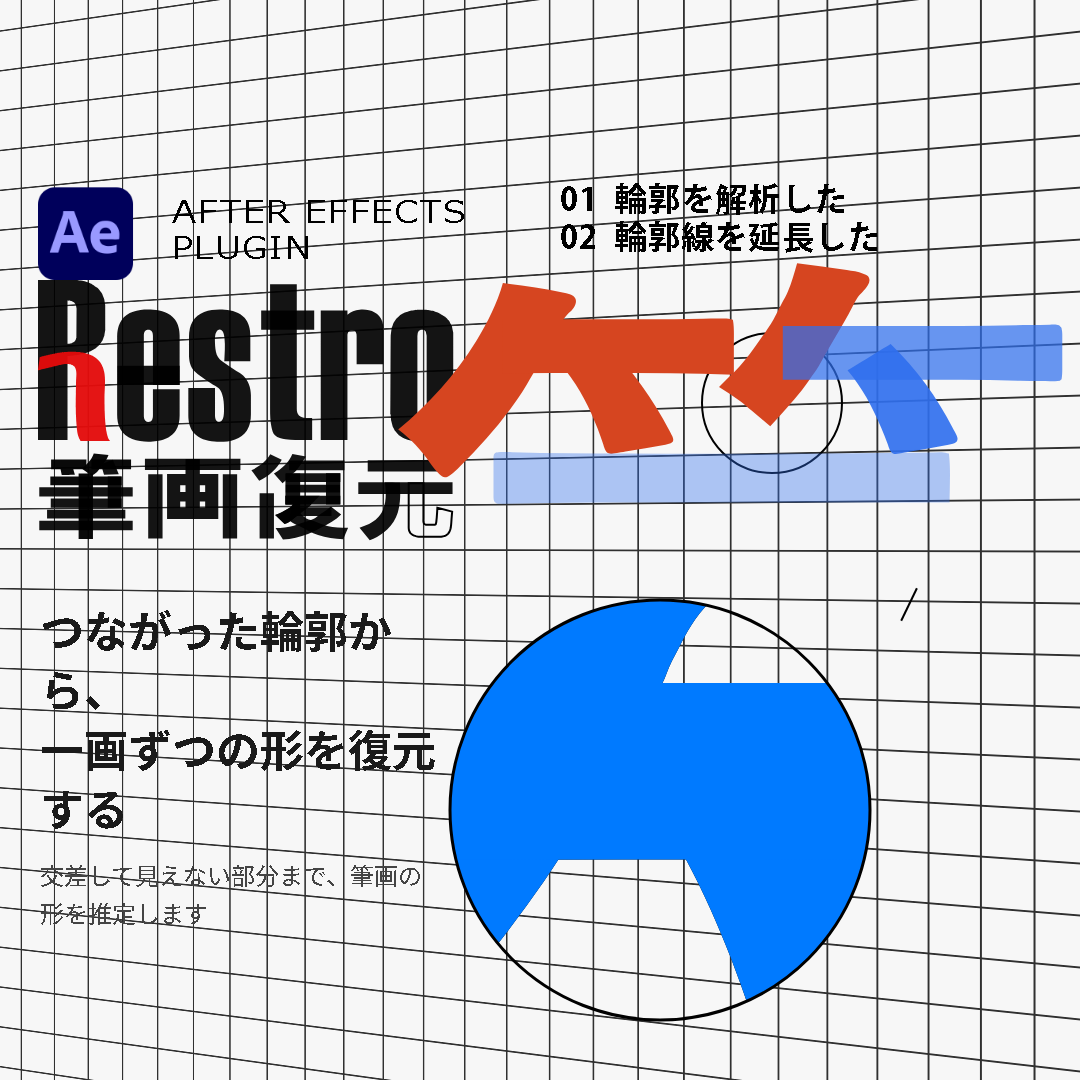 Ae
AFTER EFFECTS
PLUGIN
01 輪郭を解析した
02 輪郭線を延長した
Restro
筆画復元
つながった輪郭か
ら、
一画ずつの形を復元
する
交差して見えない部分まで、筆画の
形を推定します